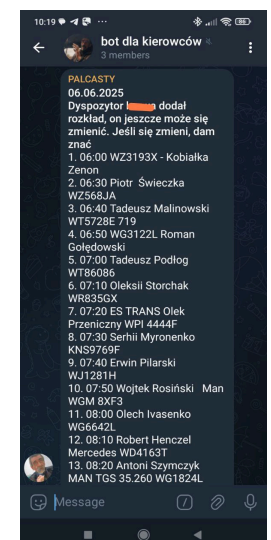 10:19
bot dla kierowców
3 members
PALCASTY
06.06.2025
Dyspozytor dodał
rozkład, on jeszcze może się
zmienić. Jeśli się zmieni, dam
znać
1. 06:00 WZ3193X - Kobiałka
Zenon
2. 06:30 Piotr Świeczka
WZ568JA
3. 06:40 Tadeusz Malinowski
WT5728E 719
4. 06:50 WG3122L Roman
Gołędowski
5. 07:00 Tadeusz Podłog
WT86086
6. 07:10 Oleksii Storchak
WR835GX
7. 07:20 ES TRANS Olek
Przeniczny WPI 4444F
8. 07:30 Serhii Myronenko
KNS9769F
9. 07:40 Erwin Pilarski
WJ1281H
10. 07:50 Wojtek Rosiński Man
WGM 8XF3
11. 08:00 Olech Ivasenko
WG6642L
12. 08:10 Robert Henczel
Mercedes WD4163T
13. 08:20 Antoni Szymczyk
MAN TGS 35.260 WG1824L
Message